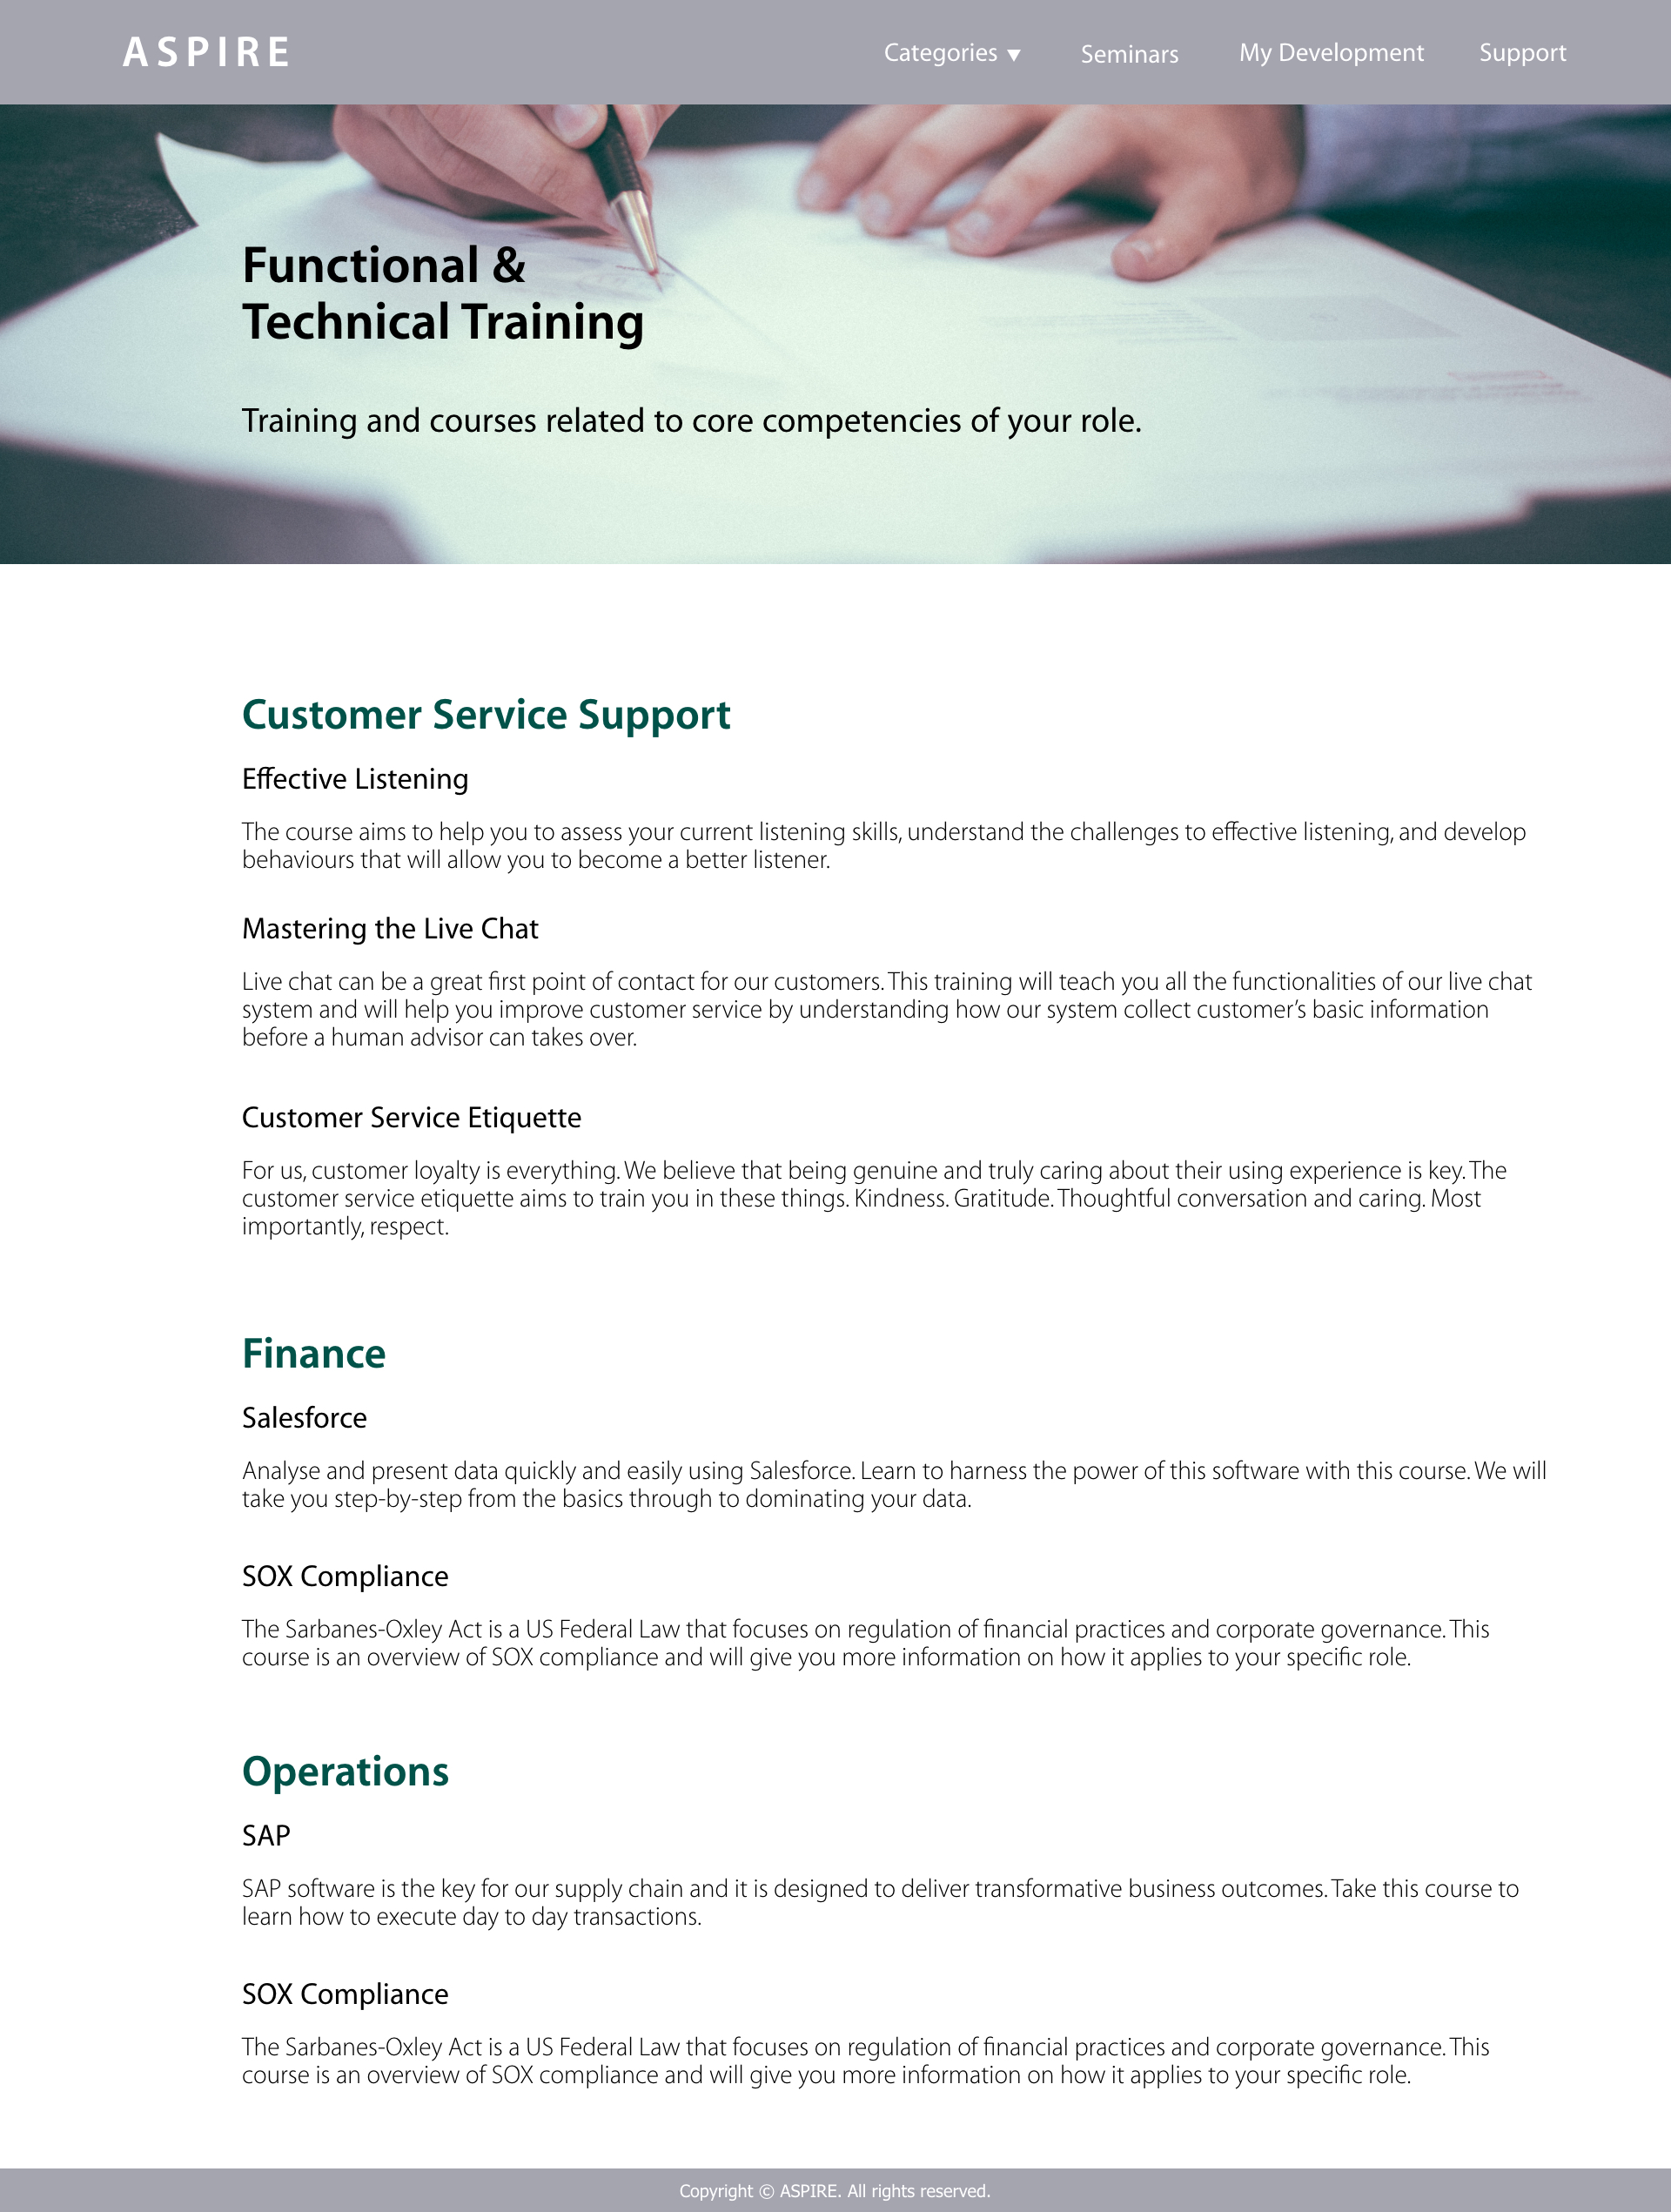 ASPIRE
Categories ▼ Seminars My Development Support
Functional &
Technical Training
Training and courses related to core competencies of your role.
Customer Service Support
Effective Listening
The course aims to help you to assess your current listening skills, understand the challenges to effective listening, and develop
behaviours that will allow you to become a better listener.
Mastering the Live Chat
Live chat can be a great first point of contact for our customers. This training will teach you all the functionalities of our live chat
system and will help you improve customer service by understanding how our system collect customer’s basic information
before a human advisor can takes over.
Customer Service Etiquette
For us, customer loyalty is everything. We believe that being genuine and truly caring about their using experience is key. The
customer service etiquette aims to train you in these things. Kindness. Gratitude. Thoughtful conversation and caring. Most
importantly, respect.
Finance
Salesforce
Analyse and present data quickly and easily using Salesforce. Learn to harness the power of this software with this course. We will
take you step-by-step from the basics through to dominating your data.
SOX Compliance
The Sarbanes-Oxley Act is a US Federal Law that focuses on regulation of financial practices and corporate governance. This
course is an overview of SOX compliance and will give you more information on how it applies to your specific role.
Operations
SAP
SAP software is the key for our supply chain and it is designed to deliver transformative business outcomes. Take this course to
learn how to execute day to day transactions.
SOX Compliance
The Sarbanes-Oxley Act is a US Federal Law that focuses on regulation of financial practices and corporate governance. This
course is an overview of SOX compliance and will give you more information on how it applies to your specific role.
Copyright © ASPIRE. All rights reserved.